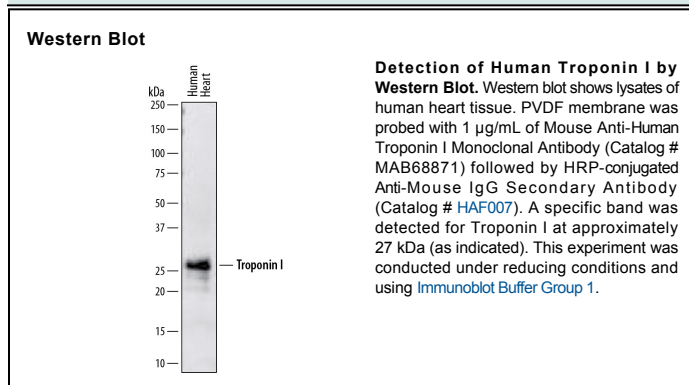 Western Blot
Human
Heart
kDa
250
150
100
75
50
37
25
20
15
10
Troponin I
Detection of Human Troponin I by
Western Blot. Western blot shows lysates of
human heart tissue. PVDF membrane was
probed with 1 µg/mL of Mouse Anti-Human
Troponin I Monoclonal Antibody (Catalog #
MAB68871) followed by HRP-conjugated
Anti-Mouse IgG Secondary Antibody
(Catalog # HAF007). A specific band was
detected for Troponin I at approximately
27 kDa (as indicated). This experiment was
conducted under reducing conditions and
using Immunoblot Buffer Group 1.